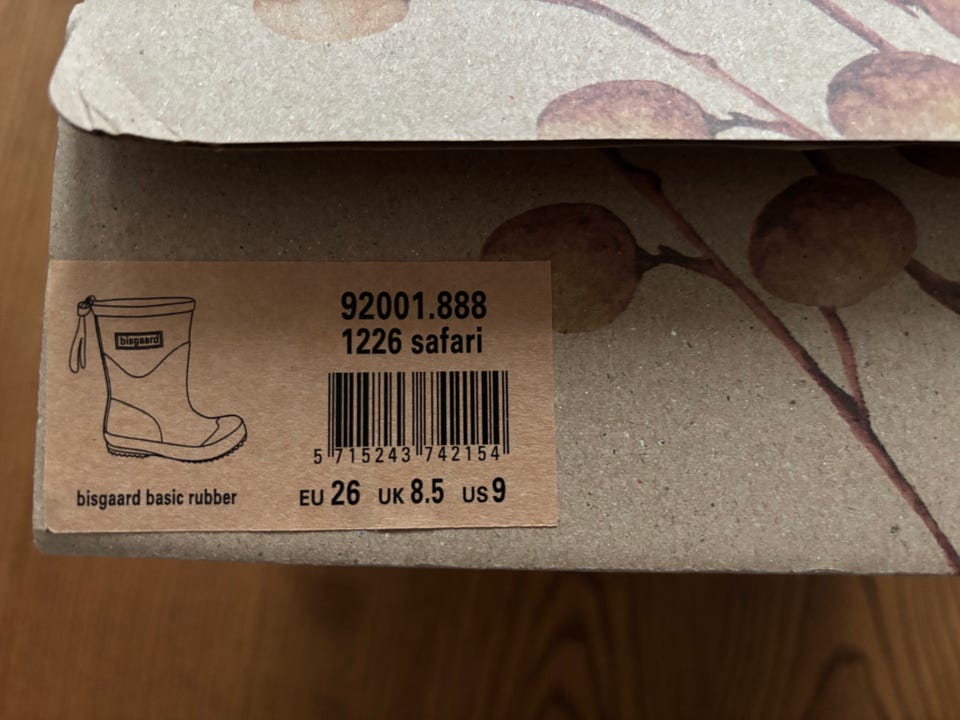 bisgaard
92001.888
1226 safari
5 715243 742154
bisgaard basic rubber
EU 26 UK 8.5 US 9